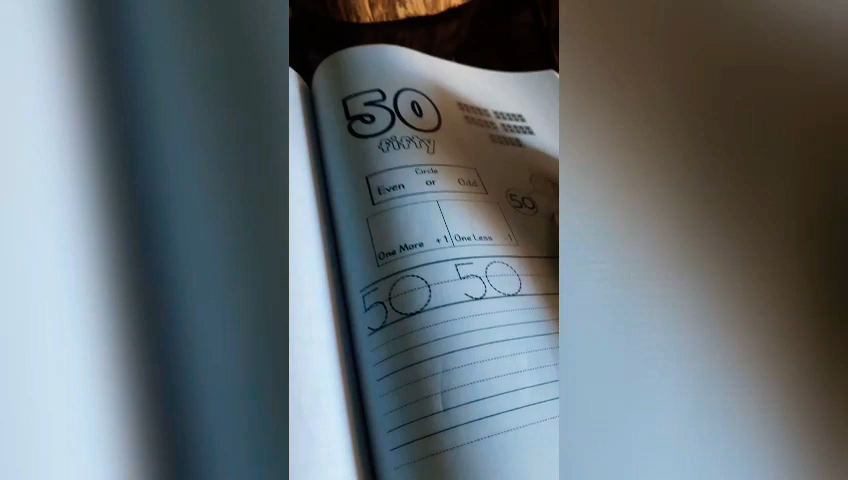 50
fifty
Circle
Even or Odd
50
One More +1 One Less -1
50 50